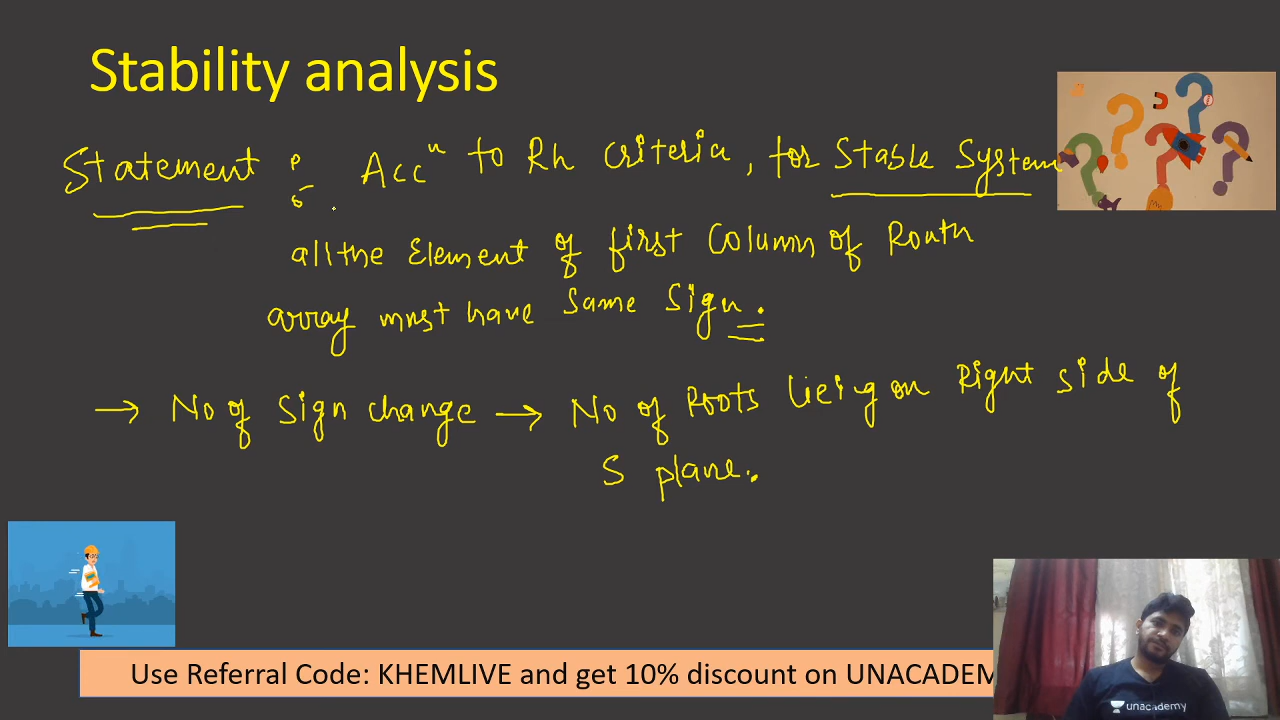 Stability analysis
Statement : Accⁿ to Rh Criteria, for Stable System
all the Element of first Column of Routh
array must have Same Sign.
→ No of Sign change → No of Roots Lieing on Right side of
S plane.
Use Referral Code: KHEMLIVE and get 10% discount on UNACADEM
unacademy